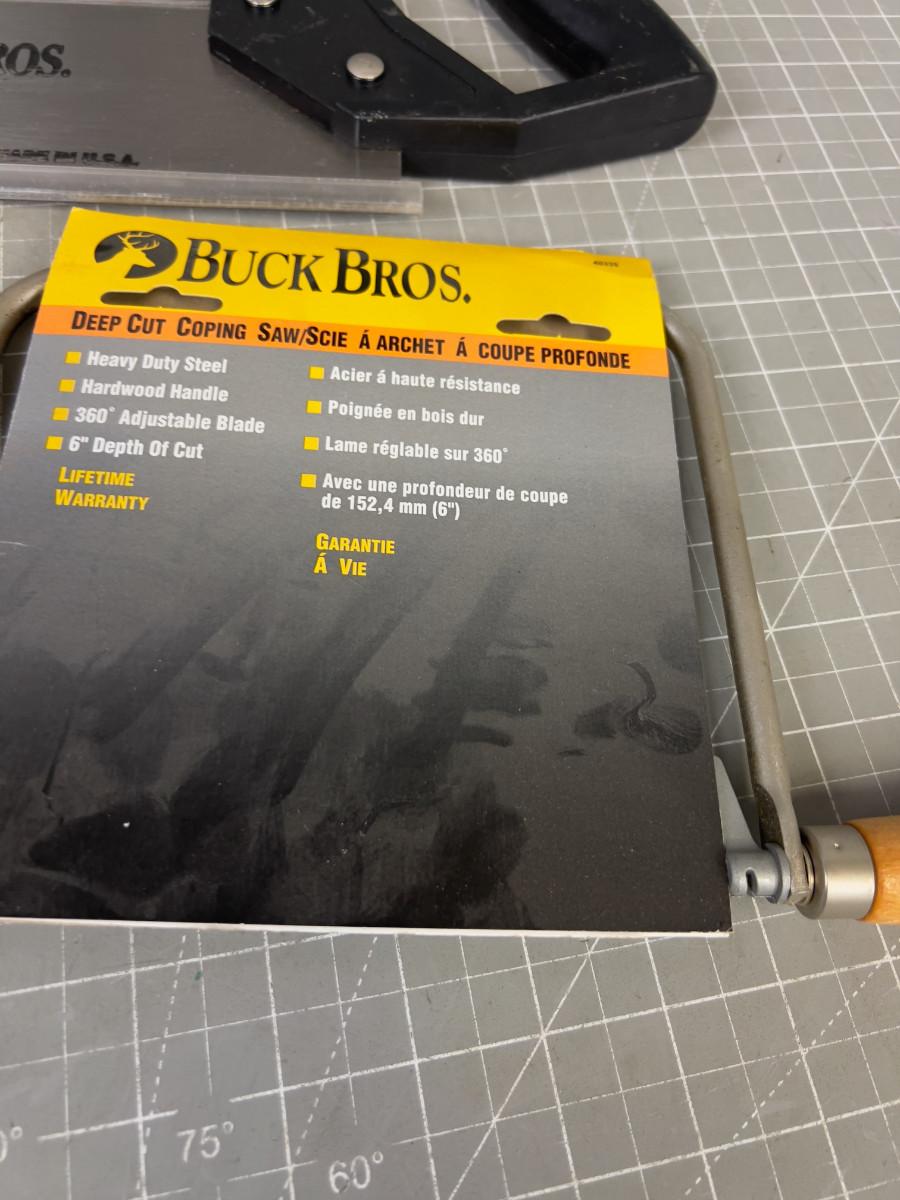 ROS.
MADE IN U.S.A.
BUCK BROS.
DEEP CUT COPING SAW/SCIE Á ARCHET Á COUPE PROFONDE
Heavy Duty Steel
Hardwood Handle
360° Adjustable Blade
6" Depth Of Cut
LIFETIME
WARRANTY
Acier á haute résistance
Poignée en bois dur
Lame réglable sur 360°
Avec une profondeur de coupe
de 152,4 mm (6")
GARANTIE
Á VIE
75°
60°